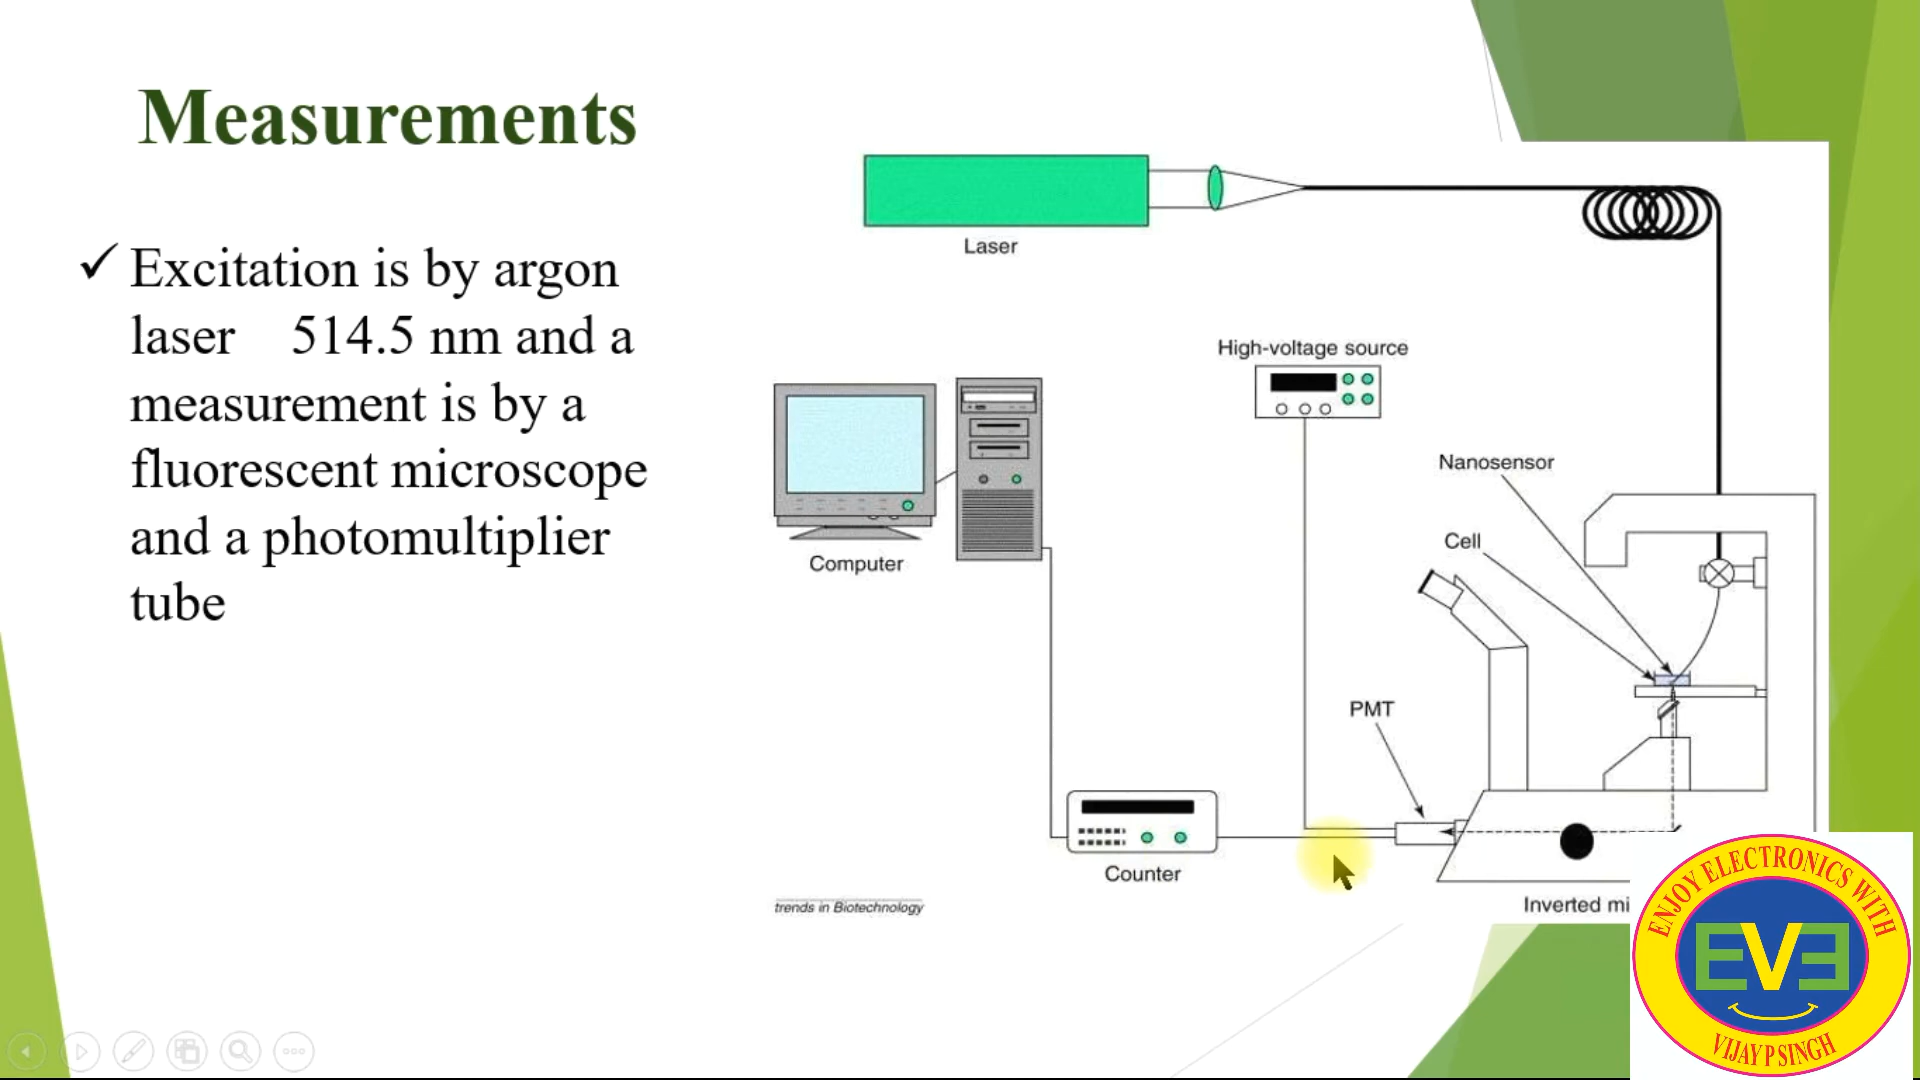 Measurements
✓ Excitation is by argon
laser 514.5 nm and a
measurement is by a
fluorescent microscope
and a photomultiplier
tube
Laser
High-voltage source
Nanosensor
Cell
Computer
PMT
Counter
trends in Biotechnology
Inverted mi
ENJOY ELECTRONICS WITH
EVE
VIJAY P SINGH